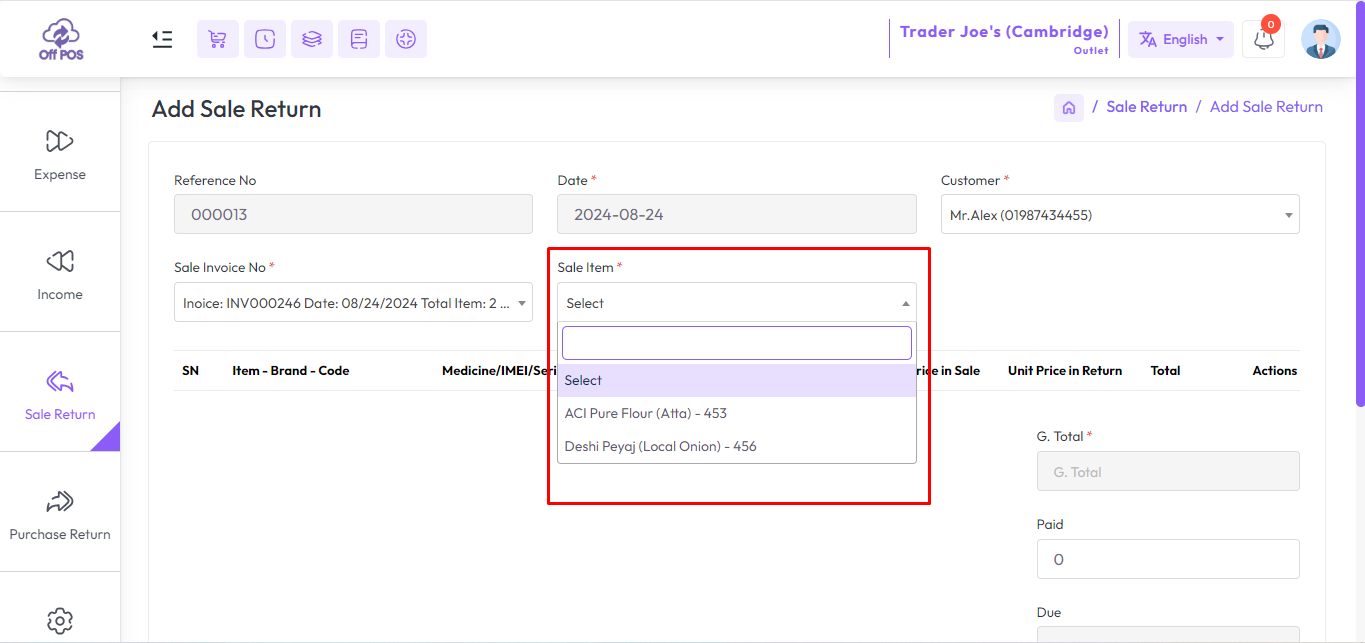 Off POS
Trader Joe's (Cambridge)
Outlet
English
0
Expense
Income
Sale Return
Purchase Return
Add Sale Return
/ Sale Return / Add Sale Return
Reference No
000013
Date *
2024-08-24
Customer *
Mr.Alex (01987434455)
Sale Invoice No *
Inoice: INV000246 Date: 08/24/2024 Total Item: 2 ...
Sale Item *
Select
Select
ACI Pure Flour (Atta) - 453
Deshi Peyaj (Local Onion) - 456
SN Item - Brand - Code Medicine/IMEI/Seri in Sale Unit Price in Return Total Actions
G. Total *
G. Total
Paid
0
Due